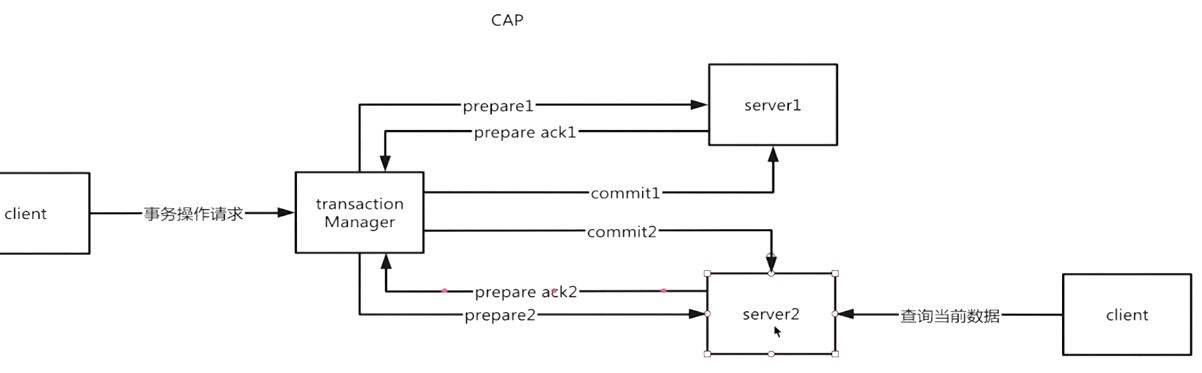 CAP
prepare1
server1
prepare ack1
client
事务操作请求
transaction
Manager
commit1
commit2
prepare ack2
prepare2
server2
查询当前数据
client